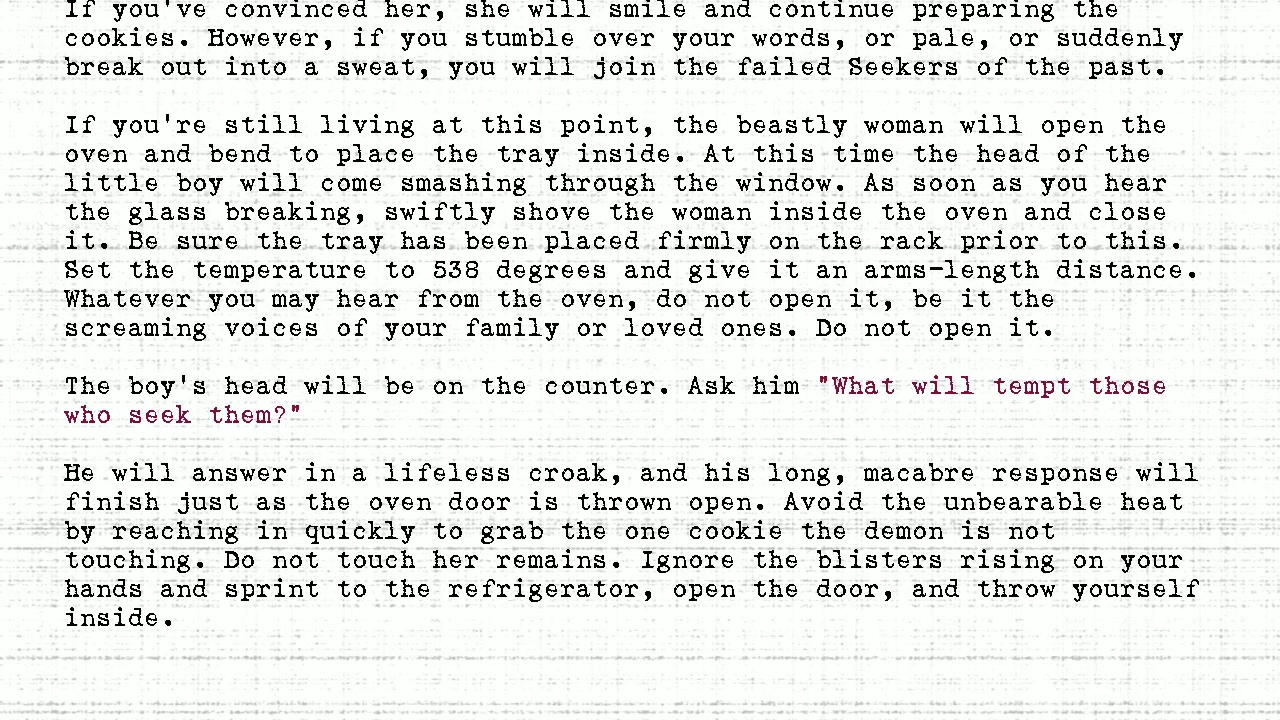 If you've convinced her, she will smile and continue preparing the
cookies. However, if you stumble over your words, or pale, or suddenly
break out into a sweat, you will join the failed Seekers of the past.
If you're still living at this point, the beastly woman will open the
oven and bend to place the tray inside. At this time the head of the
little boy will come smashing through the window. As soon as you hear
the glass breaking, swiftly shove the woman inside the oven and close
it. Be sure the tray has been placed firmly on the rack prior to this.
Set the temperature to 538 degrees and give it an arms-length distance.
Whatever you may hear from the oven, do not open it, be it the
screaming voices of your family or loved ones. Do not open it.
The boy's head will be on the counter. Ask him "What will tempt those
who seek them?"
He will answer in a lifeless croak, and his long, macabre response will
finish just as the oven door is thrown open. Avoid the unbearable heat
by reaching in quickly to grab the one cookie the demon is not
touching. Do not touch her remains. Ignore the blisters rising on your
hands and sprint to the refrigerator, open the door, and throw yourself
inside.